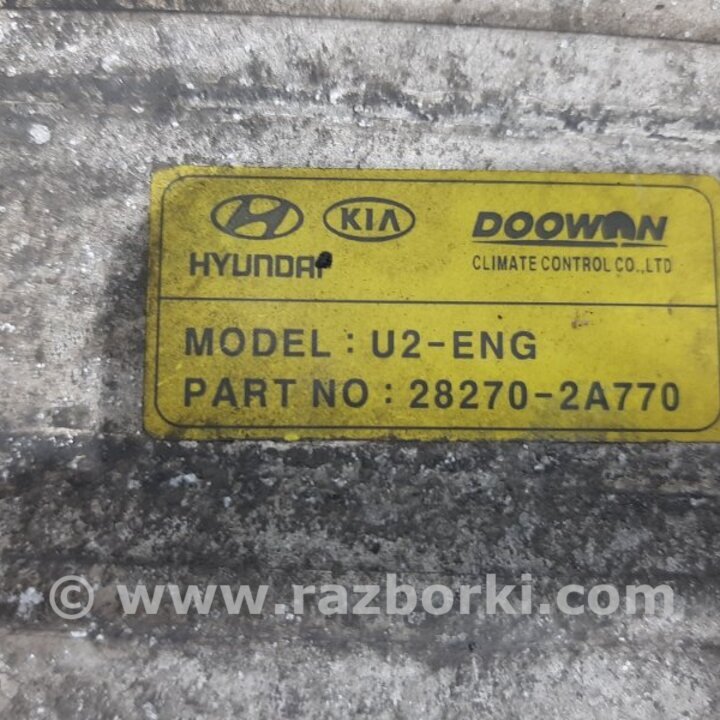 KIA DOOWON
HYUNDAI CLIMATE CONTROL CO.,LTD
MODEL : U2-ENG
PART NO : 28270-2A770
© www.razborki.com